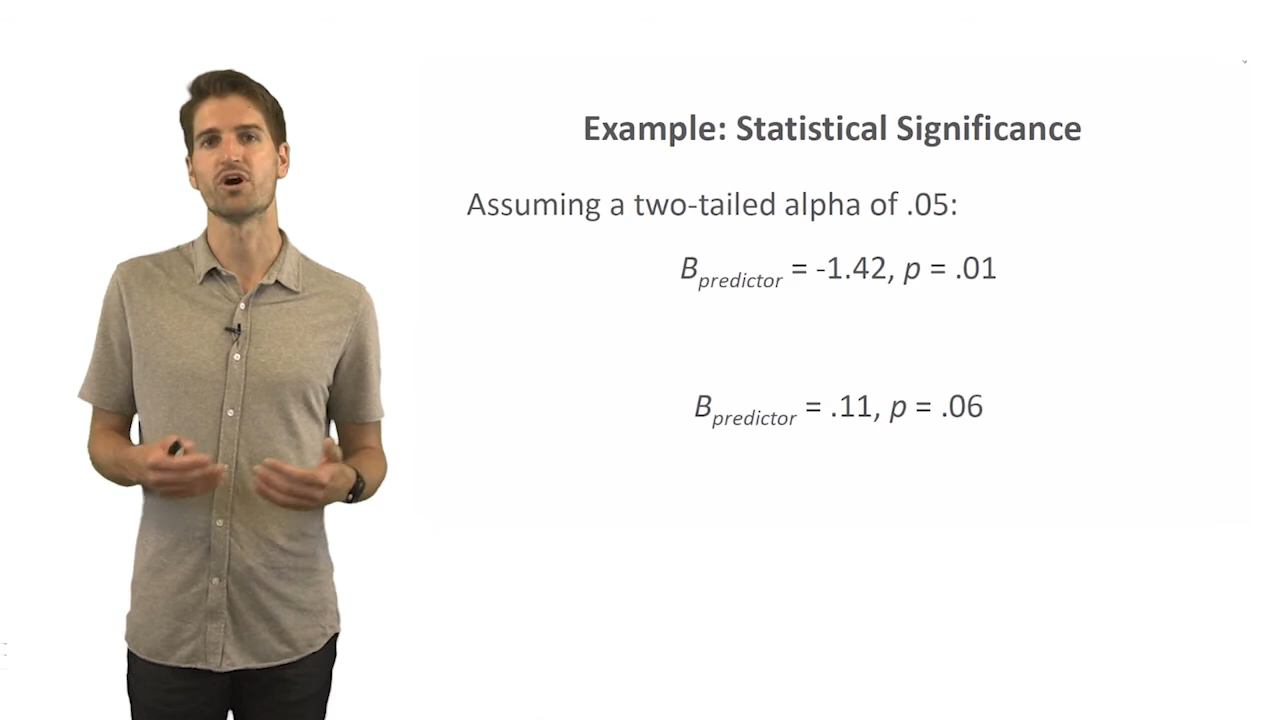 Example: Statistical Significance
Assuming a two-tailed alpha of .05:
Bpredictor = -1.42, p = .01
Bpredictor = .11, p = .06